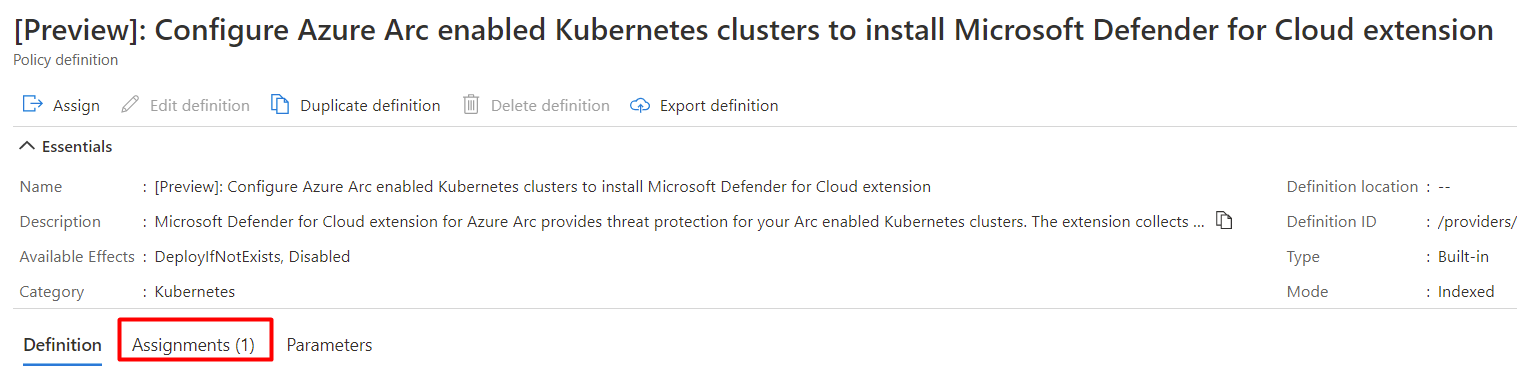 [Preview]: Configure Azure Arc enabled Kubernetes clusters to install Microsoft Defender for Cloud extension
Policy definition
Assign Edit definition Duplicate definition Delete definition Export definition
Essentials
Name : [Preview]: Configure Azure Arc enabled Kubernetes clusters to install Microsoft Defender for Cloud extension Definition location : --
Description : Microsoft Defender for Cloud extension for Azure Arc provides threat protection for your Arc enabled Kubernetes clusters. The extension collects ... Definition ID : /providers/
Available Effects : DeployIfNotExists, Disabled Type : Built-in
Category : Kubernetes Mode : Indexed
Definition Assignments (1) Parameters